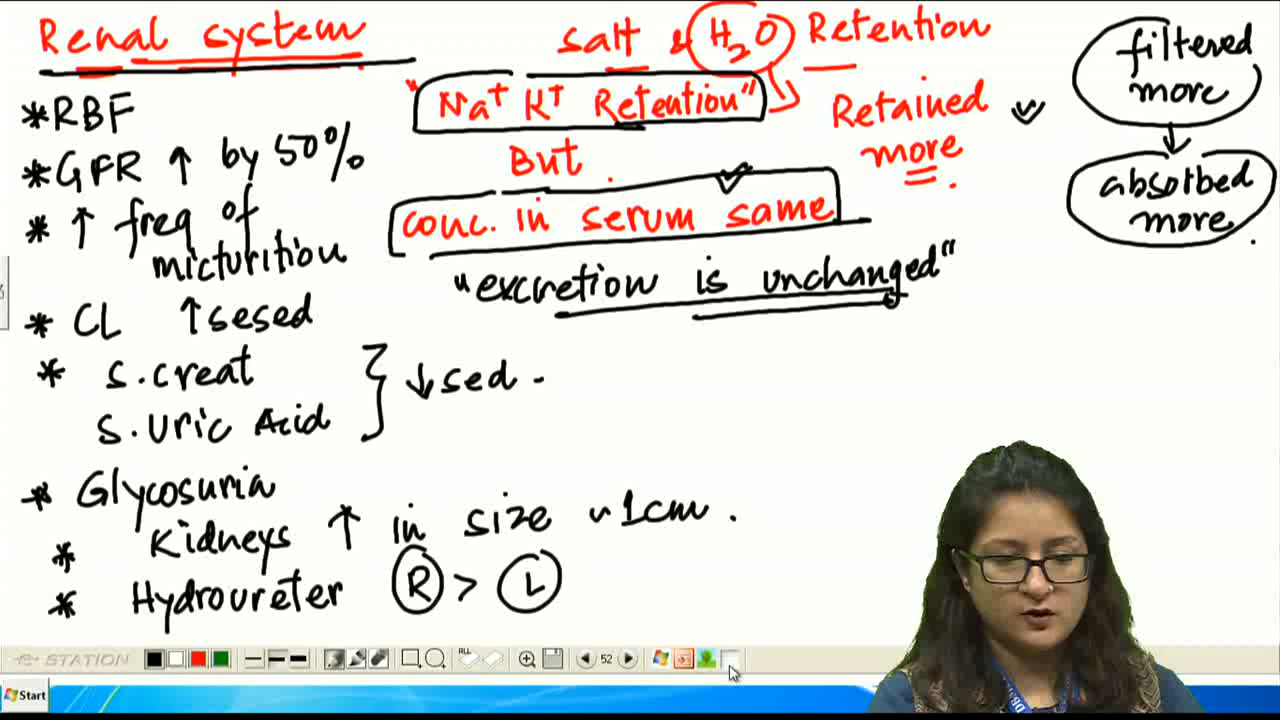 Renal system
*RBF
*GFR ↑ by 50%
* ↑ freq of
micturition
* CL ↑sesed
* S.creat
S.Uric Acid } ↓sed -
* Glycosuria
* Kidneys ↑ in size ~1cm.
* Hydroureter R > L
salt & H₂O Retention
"Na⁺ K⁺ Retention"
Retained
more.
But.
conc. in serum same
"excretion is unchanged"
filtered
more
↓
absorbed
more.
STATION
ALL
52
Start